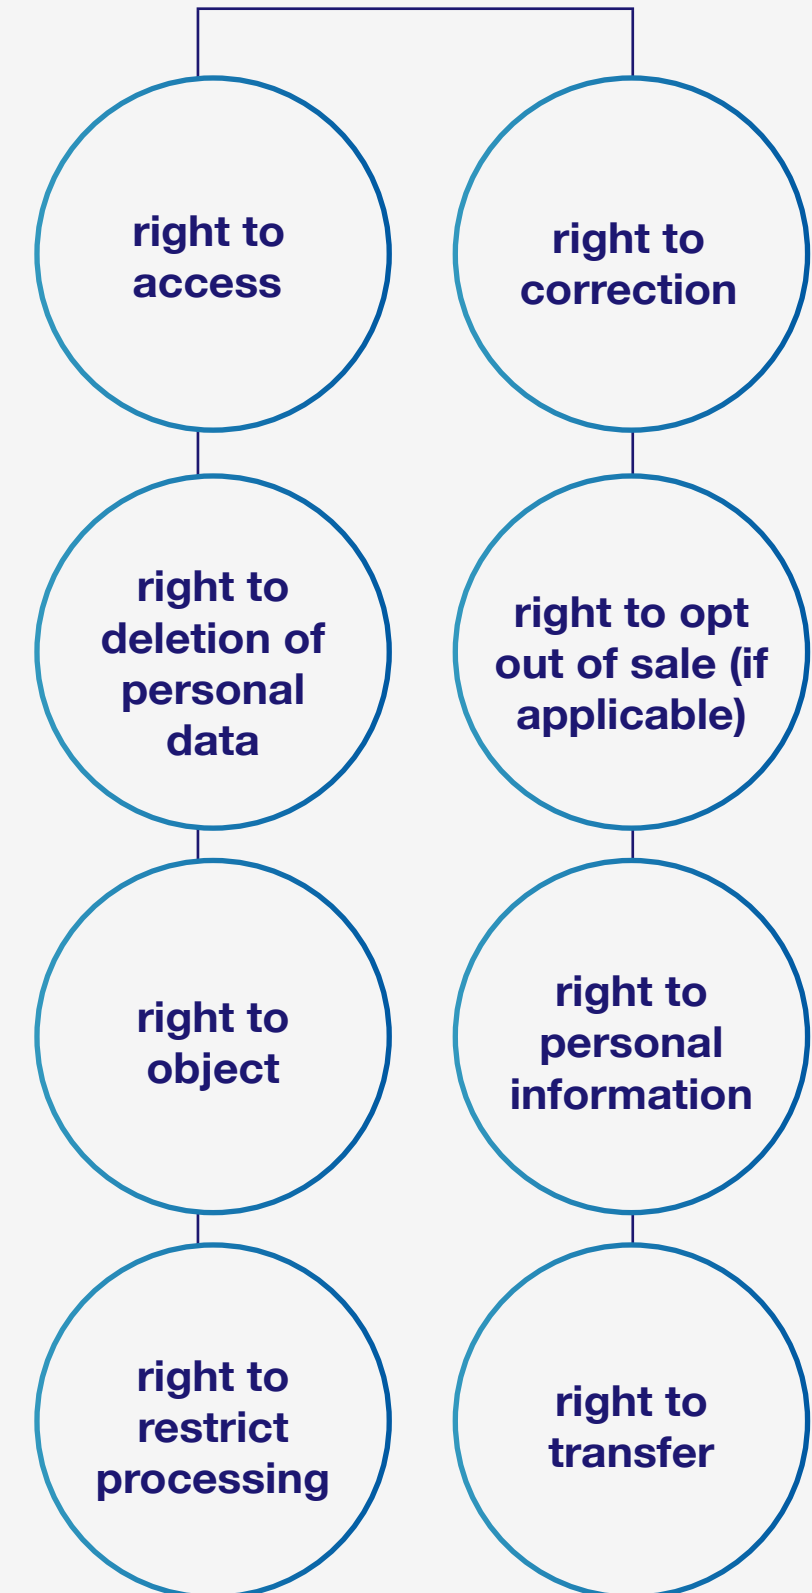 right to
access
right to
correction
right to
deletion of
personal
data
right to opt
out of sale (if
applicable)
right to
object
right to
personal
information
right to
restrict
processing
right to
transfer